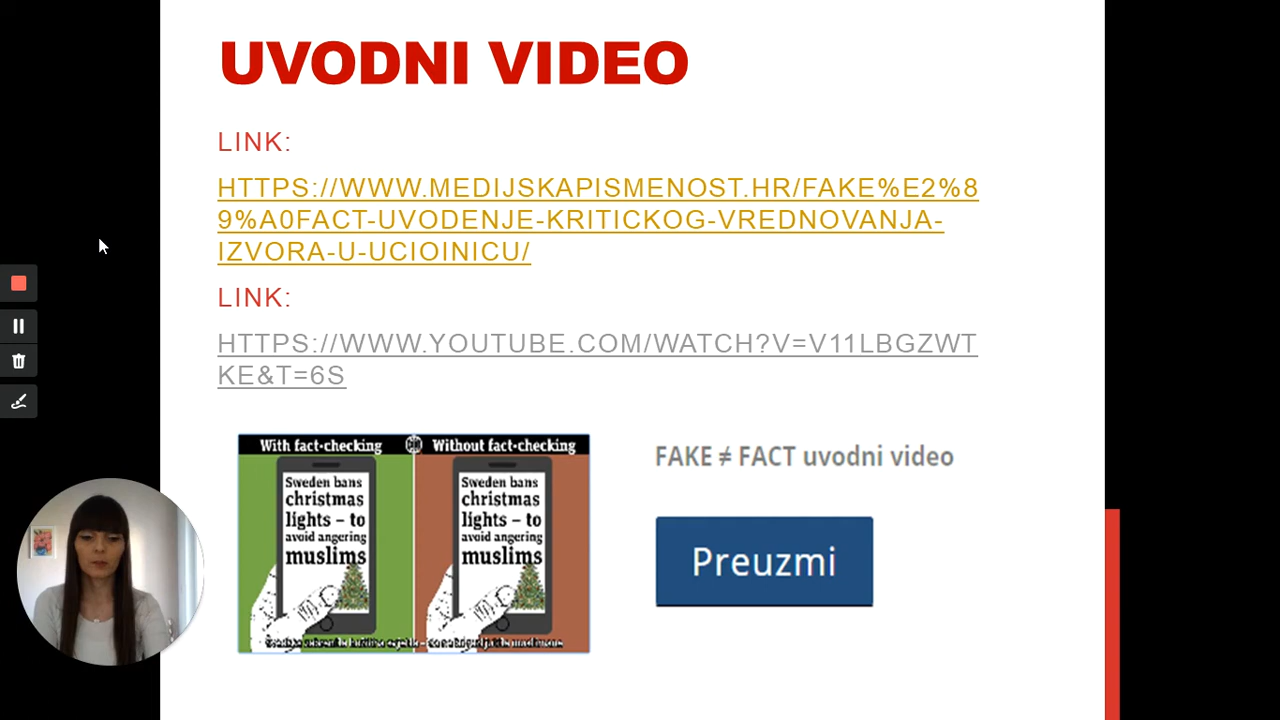 UVODNI VIDEO
LINK:
HTTPS://WWW.MEDIJSKAPISMENOST.HR/FAKE%E2%8
9%A0FACT-UVODENJE-KRITICKOG-VREDNOVANJA-
IZVORA-U-UCIOINICU/
LINK:
HTTPS://WWW.YOUTUBE.COM/WATCH?V=V11LBGZWT
KE&T=6S
With fact-checking
Without fact-checking
Sweden bans
christmas
lights – to
avoid angering
muslims
Sweden bans
christmas
lights – to
avoid angering
muslims
FAKE ≠ FACT uvodni video
Preuzmi